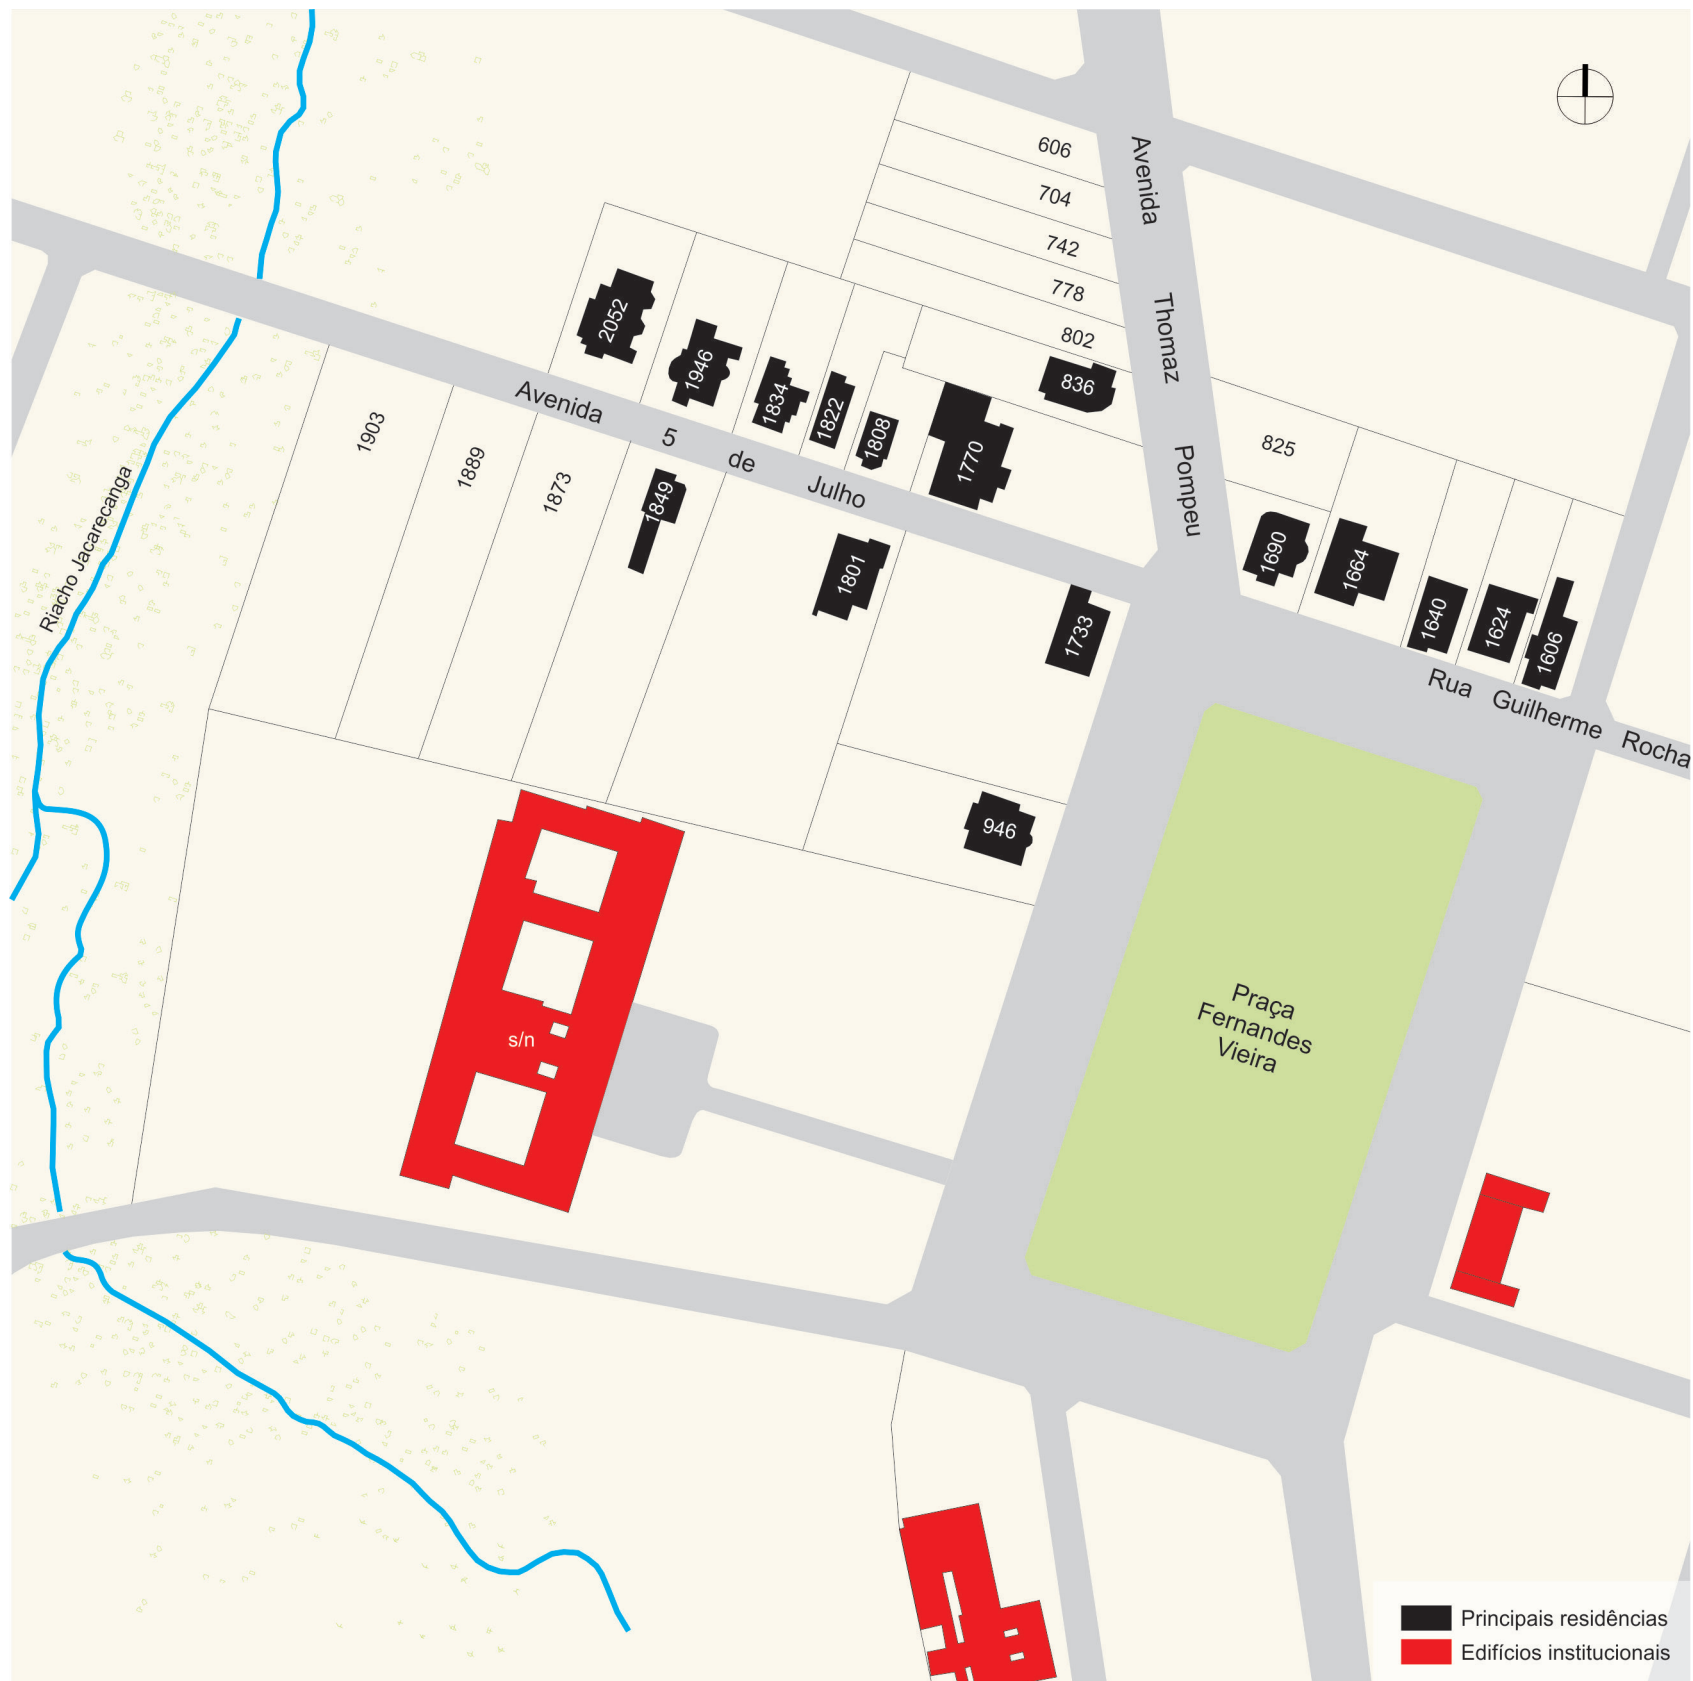 606
704
742
778
802
836
Avenida Thomaz Pompeu
2052
1946
1834
1822
1808
1770
Avenida 5 de Julho
1903
1889
1873
1849
1801
1733
946
825
1690
1664
1640
1624
1606
Rua Guilherme Rocha
Riacho Jacarecanga
s/n
Praça
Fernandes
Vieira
Principais residências
Edifícios institucionais